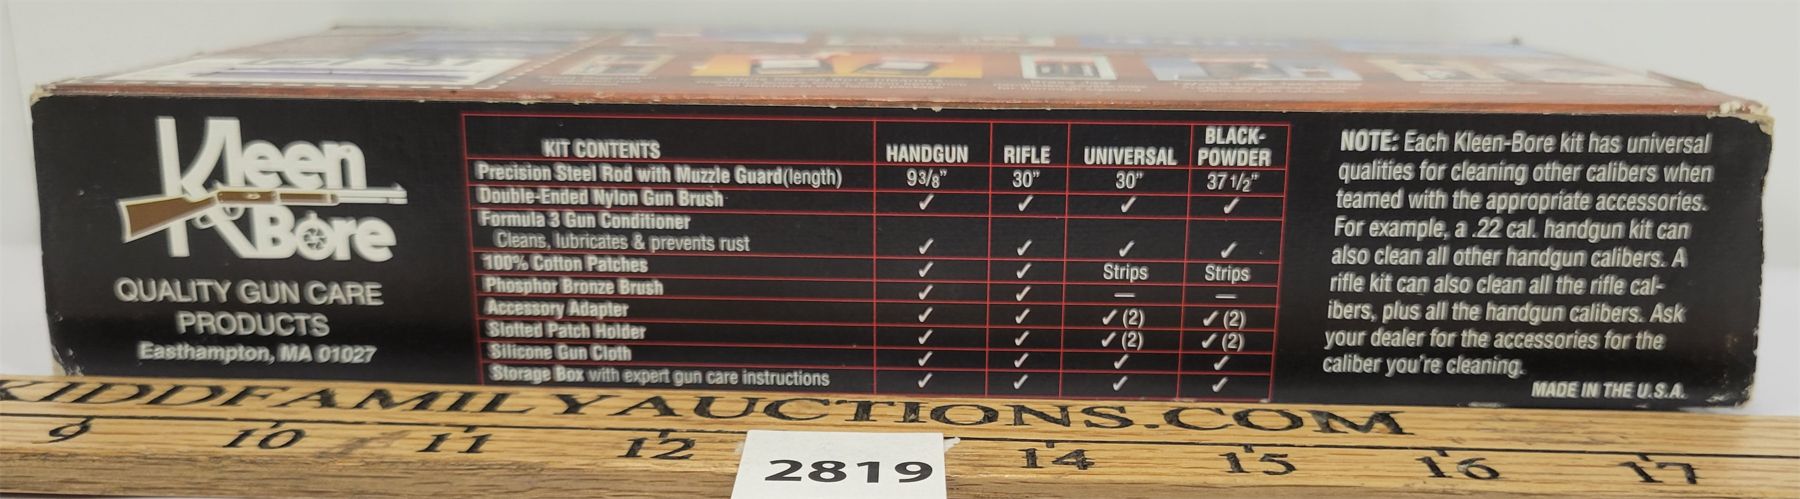 Kleen
Bore
QUALITY GUN CARE
PRODUCTS
Easthampton, MA 01027
KIT CONTENTS HANDGUN RIFLE UNIVERSAL BLACK-POWDER
Precision Steel Rod with Muzzle Guard(length) 9 3/8" 30" 30" 37 1/2"
Double-Ended Nylon Gun Brush ✓ ✓ ✓ ✓
Formula 3 Gun Conditioner
Cleans, lubricates & prevents rust ✓ ✓ ✓ ✓
100% Cotton Patches ✓ ✓ Strips Strips
Phosphor Bronze Brush ✓ ✓ — —
Accessory Adapter ✓ ✓ ✓ (2) ✓ (2)
Slotted Patch Holder ✓ ✓ ✓ (2) ✓ (2)
Silicone Gun Cloth ✓ ✓ ✓ ✓
Storage Box with expert gun care instructions ✓ ✓ ✓ ✓
NOTE: Each Kleen-Bore kit has universal
qualities for cleaning other calibers when
teamed with the appropriate accessories.
For example, a .22 cal. handgun kit can
also clean all other handgun calibers. A
rifle kit can also clean all the rifle cal-
ibers, plus all the handgun calibers. Ask
your dealer for the accessories for the
caliber you're cleaning.
MADE IN THE U.S.A.
KIDDFAMILYAUCTIONS.COM
9 10 11 12 14 15 16 17
2819